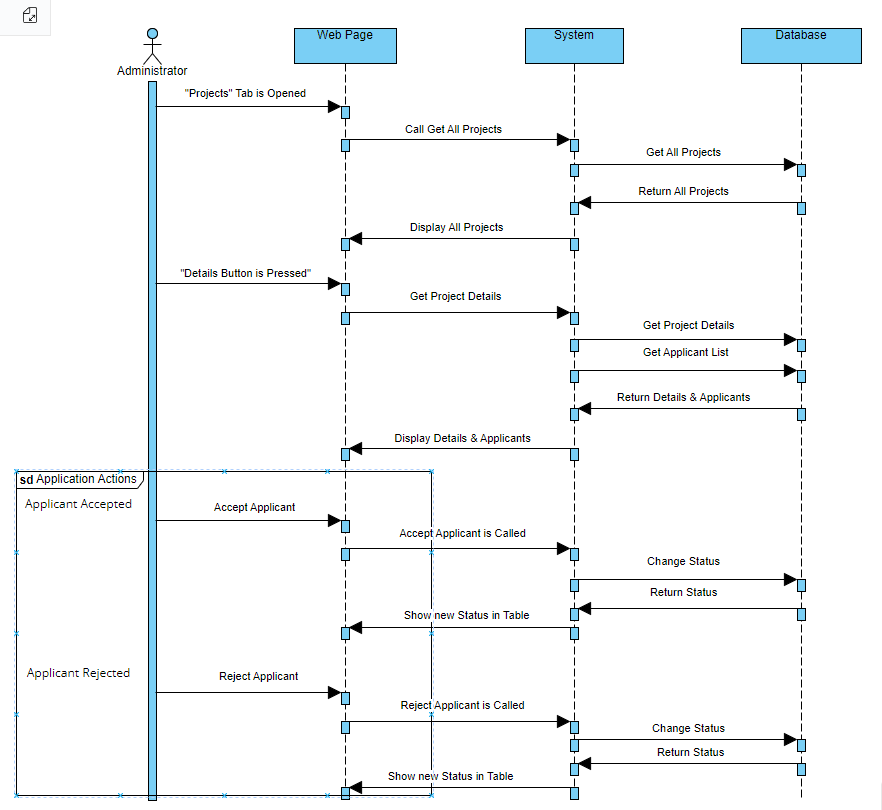 Web Page
System
Database
Administrator
"Projects" Tab is Opened
Call Get All Projects
Get All Projects
Return All Projects
Display All Projects
"Details Button is Pressed"
Get Project Details
Get Project Details
Get Applicant List
Return Details & Applicants
Display Details & Applicants
sd Application Actions
Applicant Accepted
Accept Applicant
Accept Applicant is Called
Change Status
Return Status
Show new Status in Table
Applicant Rejected
Reject Applicant
Reject Applicant is Called
Change Status
Return Status
Show new Status in Table